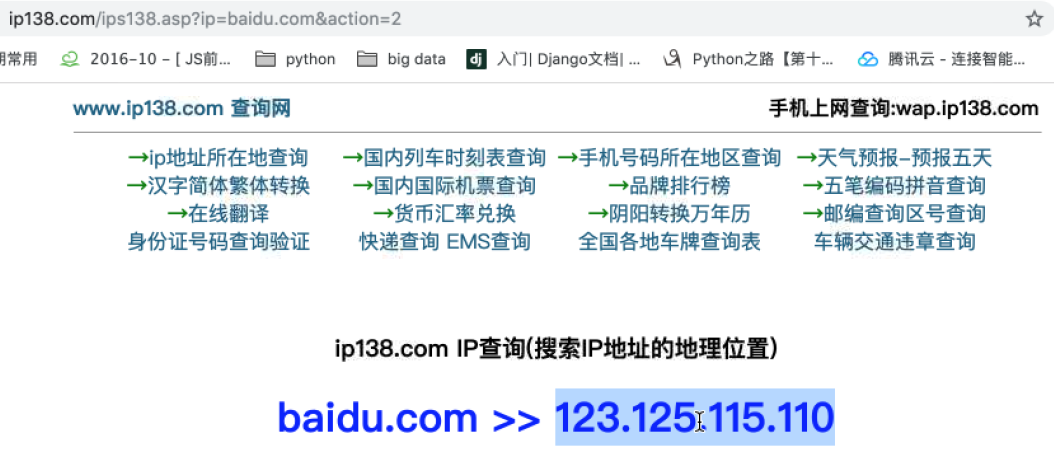 ip138.com/ips138.asp?ip=baidu.com&action=2
常用 2016-10 - [ JS前... python big data dj 入门| Django文档| ... Python之路【第十... 腾讯云 - 连接智能...
www.ip138.com 查询网 手机上网查询:wap.ip138.com
→ip地址所在地查询 →国内列车时刻表查询 →手机号码所在地区查询 →天气预报-预报五天
→汉字简体繁体转换 →国内国际机票查询 →品牌排行榜 →五笔编码拼音查询
→在线翻译 →货币汇率兑换 →阴阳转换万年历 →邮编查询区号查询
身份证号码查询验证 快递查询 EMS查询 全国各地车牌查询表 车辆交通违章查询
ip138.com IP查询(搜索IP地址的地理位置)
baidu.com >> 123.125.115.110